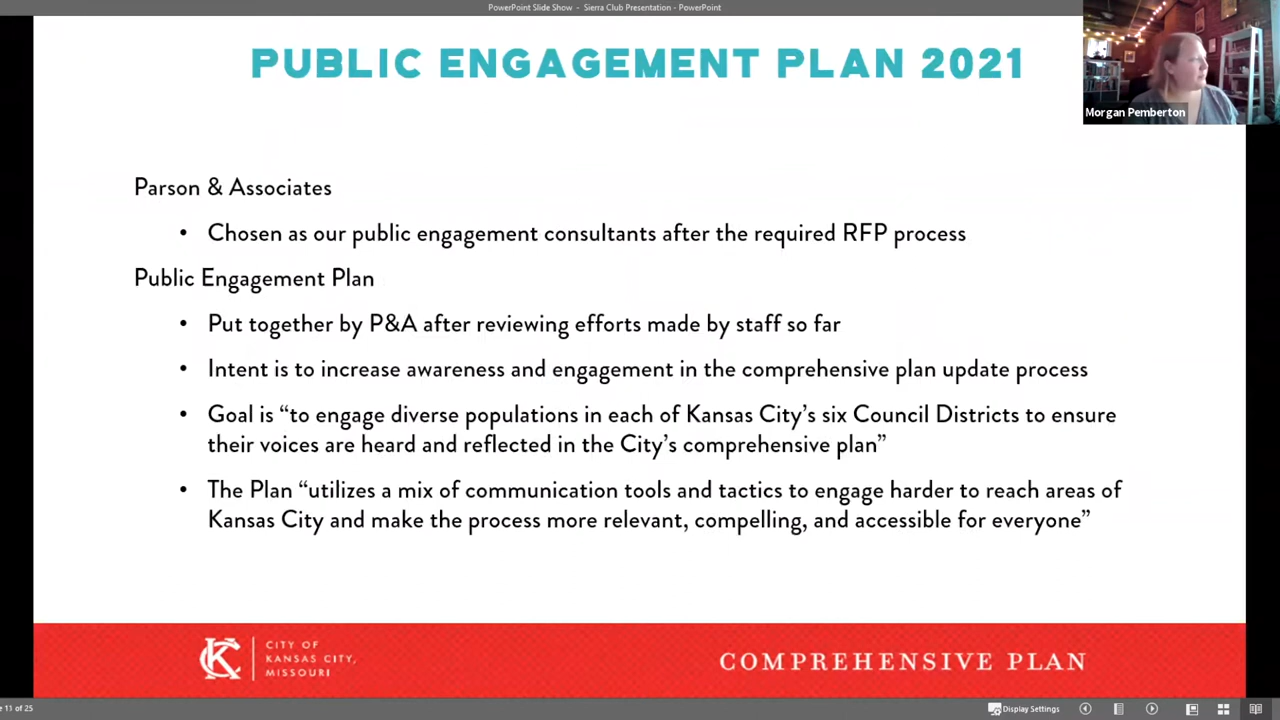 PowerPoint Slide Show - Sierra Club Presentation - PowerPoint
PUBLIC ENGAGEMENT PLAN 2021
Morgan Pemberton
Parson & Associates
• Chosen as our public engagement consultants after the required RFP process
Public Engagement Plan
• Put together by P&A after reviewing efforts made by staff so far
• Intent is to increase awareness and engagement in the comprehensive plan update process
• Goal is “to engage diverse populations in each of Kansas City’s six Council Districts to ensure
their voices are heard and reflected in the City’s comprehensive plan”
• The Plan “utilizes a mix of communication tools and tactics to engage harder to reach areas of
Kansas City and make the process more relevant, compelling, and accessible for everyone”
KC
CITY OF
KANSAS CITY,
MISSOURI
COMPREHENSIVE PLAN
11 of 25
Display Settings